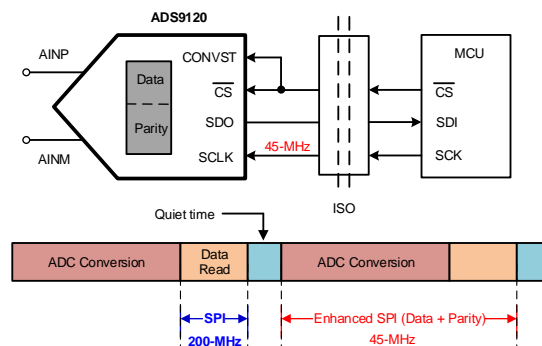 ADS9120
AINP
AINM
Data
Parity
CONVST
CS
SDO
SCLK
45-MHz
ISO
MCU
CS
SDI
SCK
Quiet time
ADC Conversion
Data
Read
ADC Conversion
SPI
200-MHz
Enhanced SPI (Data + Parity)
45-MHz